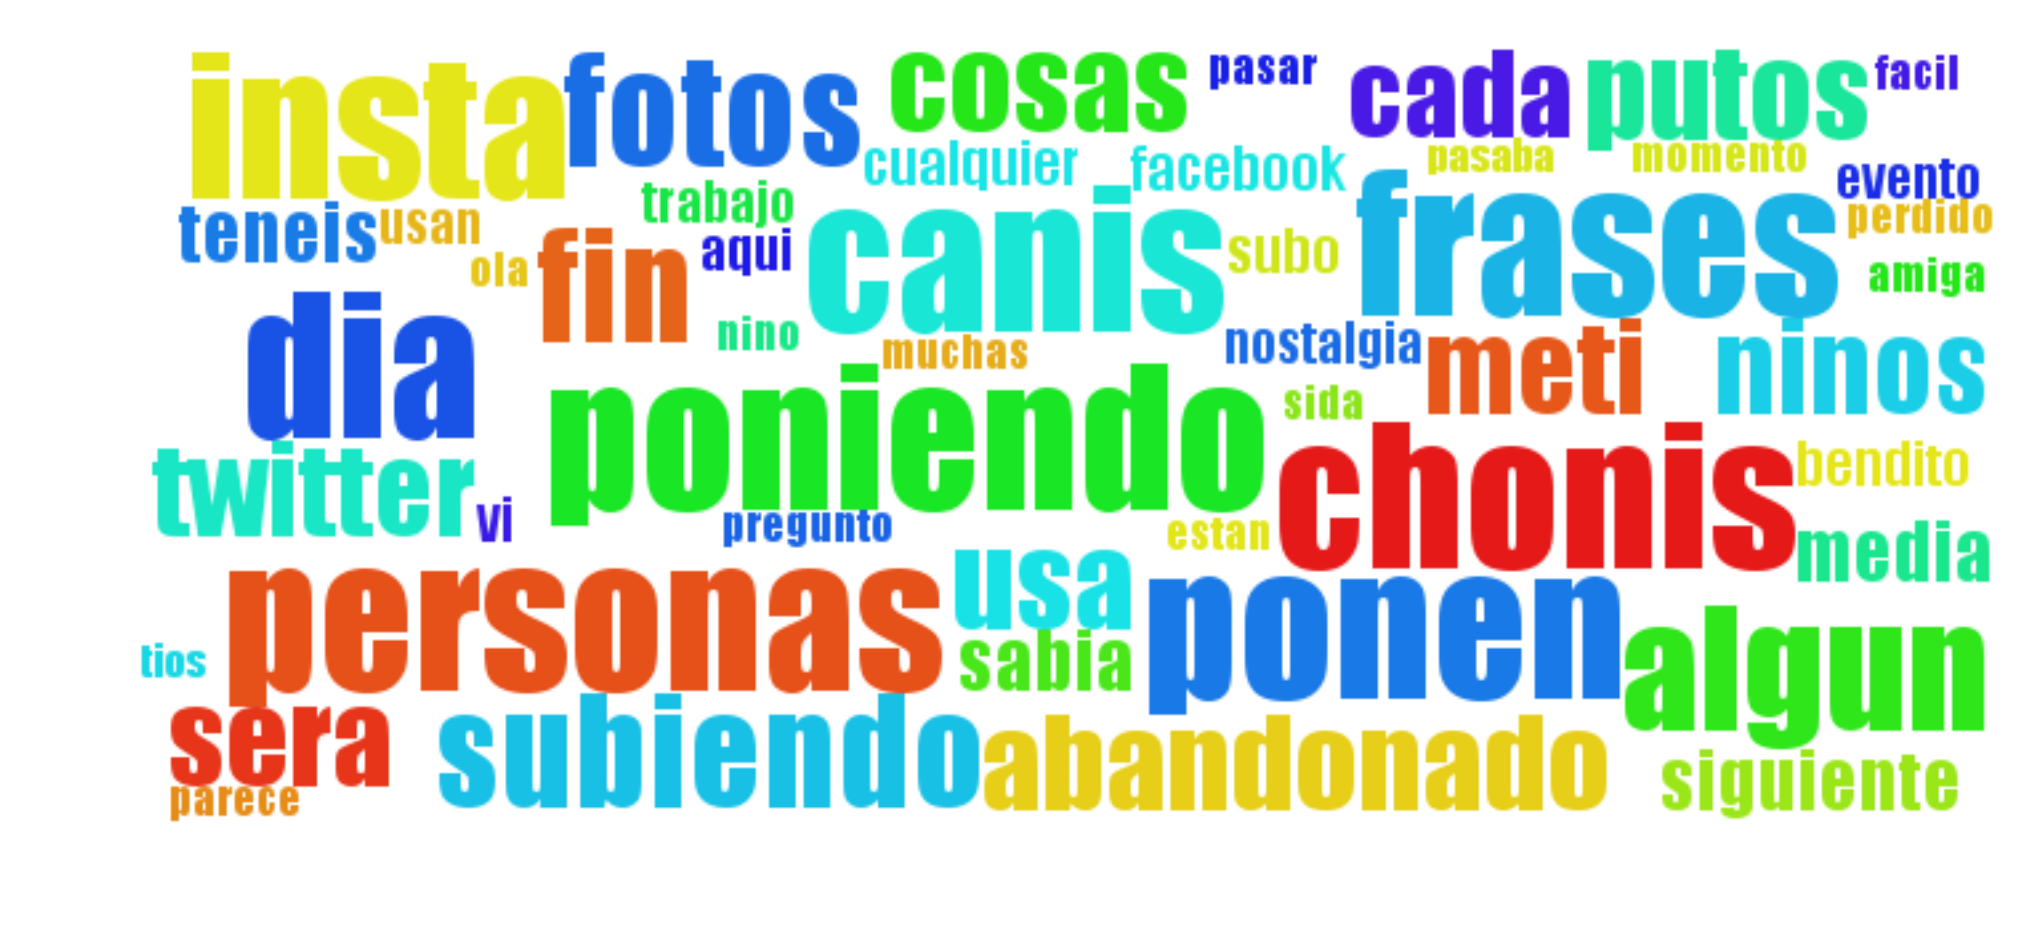 insta fotos cosas pasar cada putos facil
cualquier facebook pasaba momento evento
teneis usan trabajo canis subo frases perdido
ola fin aqui amiga
dia nino muchas nostalgia meti ninos
poniendo sida
twitter vi chonis bendito
pregunto estan media
personas usa ponen
tios sabia algun
sera subiendo abandonado siguiente
parece